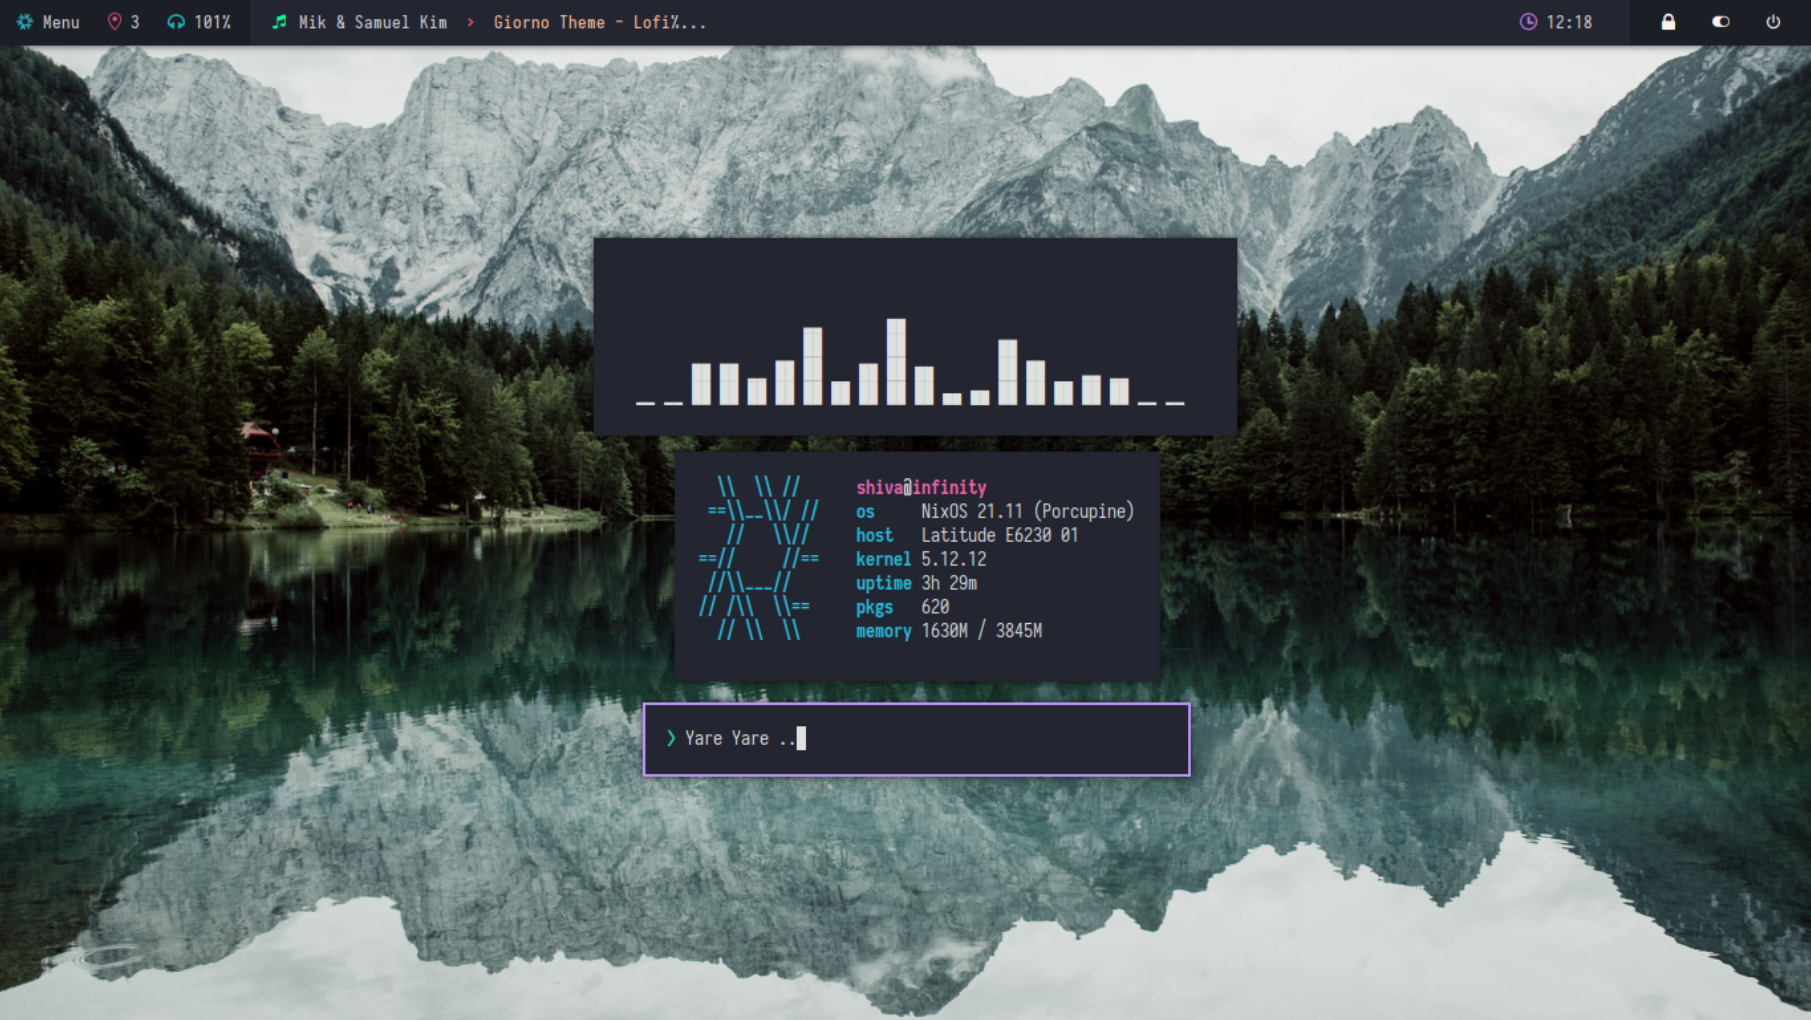 Menu 3 101% Mik & Samuel Kim > Giorno Theme - Lofi%... 12:18
shiva@infinity
os NixOS 21.11 (Porcupine)
host Latitude E6230 01
kernel 5.12.12
uptime 3h 29m
pkgs 620
memory 1630M / 3845M
❯ Yare Yare ..